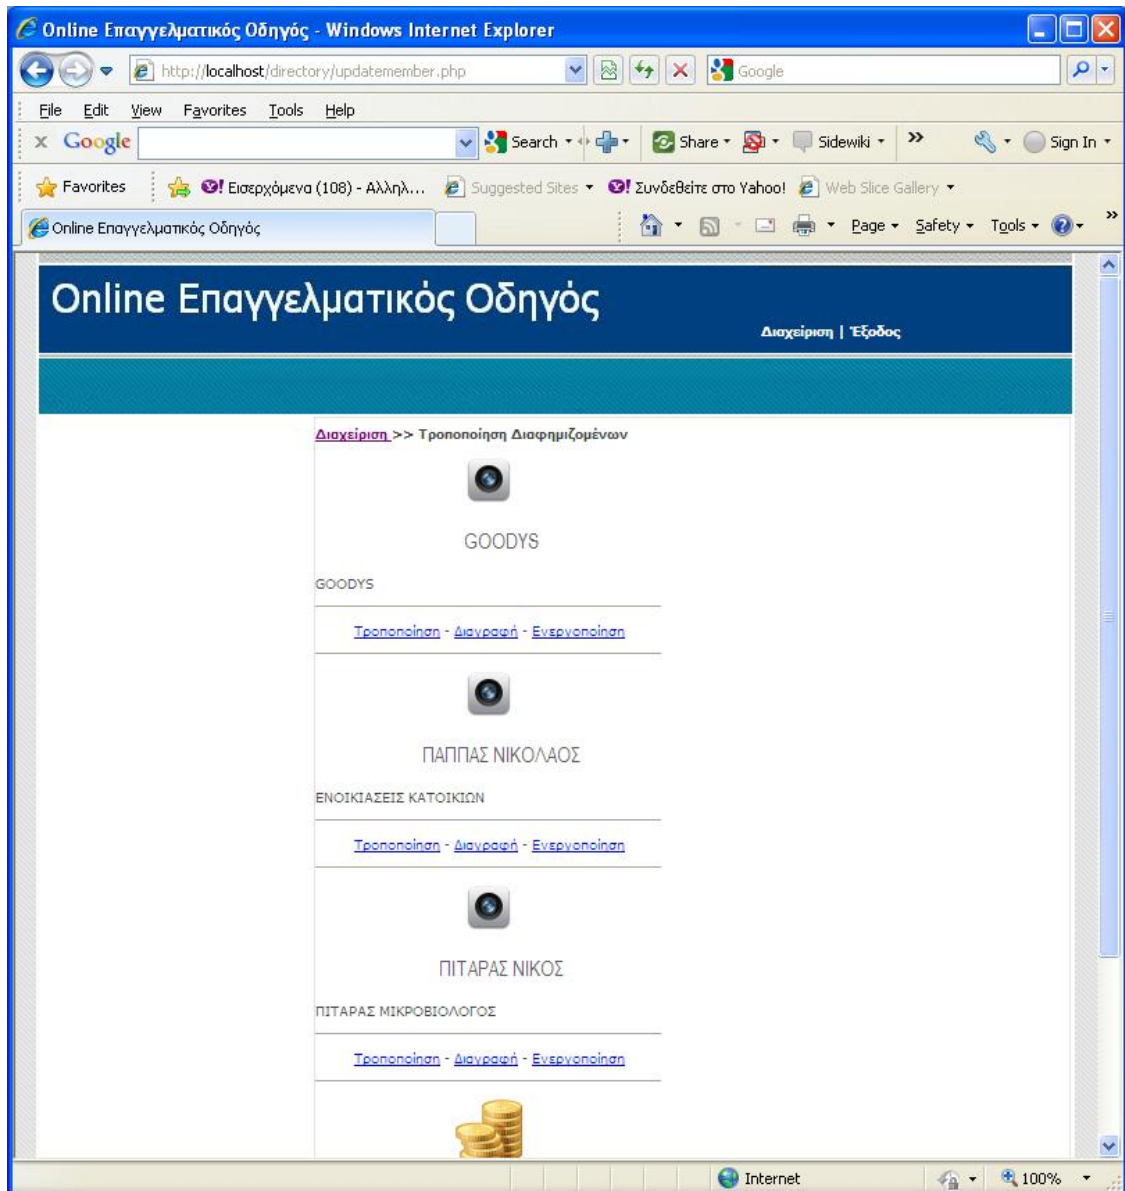 Online Επαγγελματικός Οδηγός - Windows Internet Explorer
http://localhost/directory/updatemember.php Google
File Edit View Favorites Tools Help
x Google Search Share Sidewiki >> Sign In
Favorites Εισερχόμενα (108) - Αλληλ... Suggested Sites Συνδεθείτε στο Yahoo! Web Slice Gallery
Online Επαγγελματικός Οδηγός Page Safety Tools >>
Online Επαγγελματικός Οδηγός
Διαχείριση | Έξοδος
Διαχείριση >> Τροποποίηση Διαφημιζομένων
GOODYS
GOODYS
Τροποποίηση - Διαγραφή - Ενεργοποίηση
ΠΑΠΠΑΣ ΝΙΚΟΛΑΟΣ
ΕΝΟΙΚΙΑΣΕΙΣ ΚΑΤΟΙΚΙΩΝ
Τροποποίηση - Διαγραφή - Ενεργοποίηση
ΠΙΤΑΡΑΣ ΝΙΚΟΣ
ΠΙΤΑΡΑΣ ΜΙΚΡΟΒΙΟΛΟΓΟΣ
Τροποποίηση - Διαγραφή - Ενεργοποίηση
Internet 100%